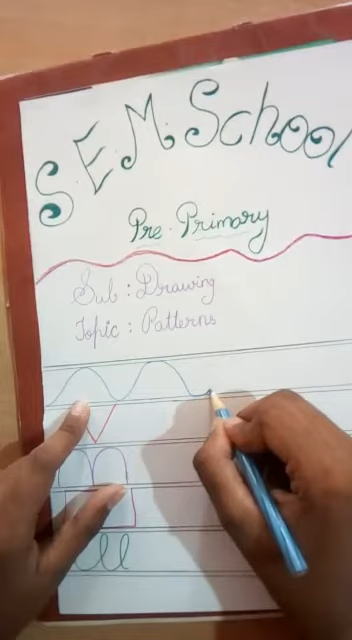 S.E.M. School
Pre. Primary
Sub : Drawing
Topic : Patterns